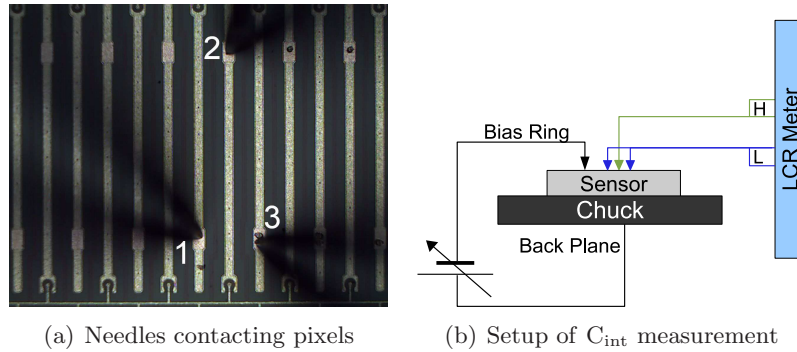 1
2
3
H
L
LCR Meter
Bias Ring
Sensor
Chuck
Back Plane
(a) Needles contacting pixels
(b) Setup of Cint measurement